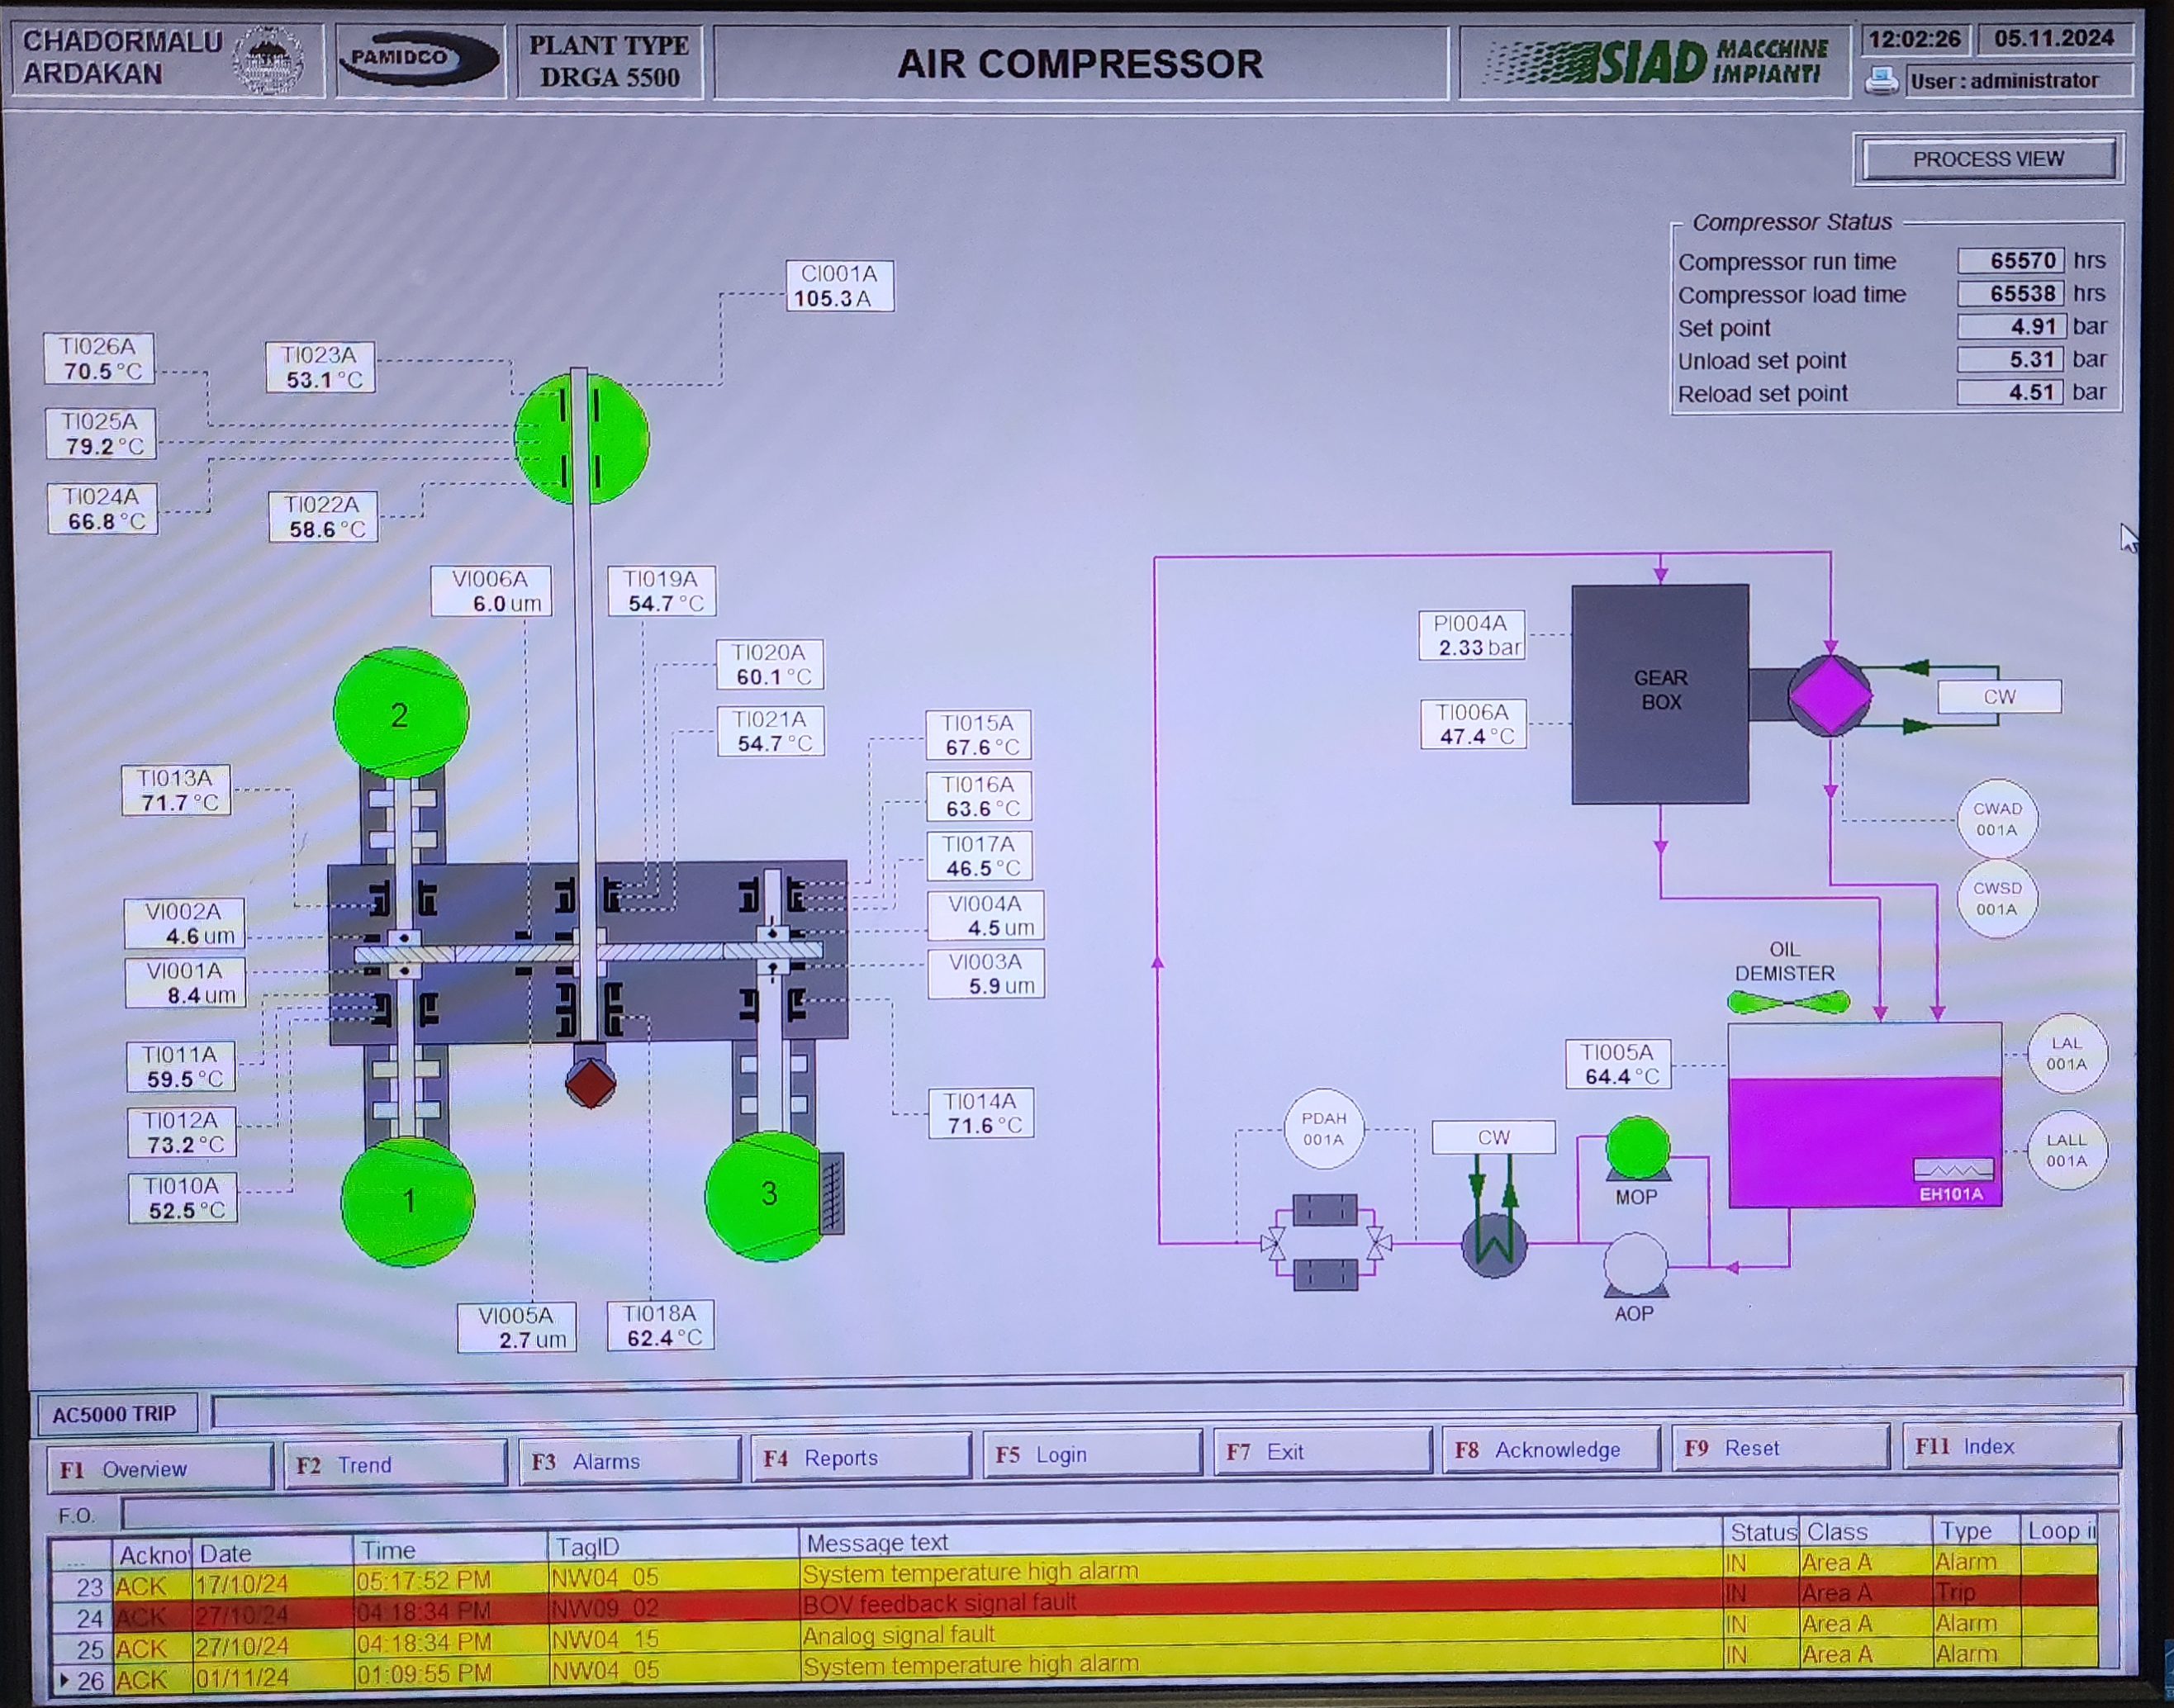 CHADORMALU
ARDAKAN
PAMIDCO
PLANT TYPE
DRGA 5500
AIR COMPRESSOR
SIAD MACCHINE
IMPIANTI
12:02:26
05.11.2024
User : administrator
PROCESS VIEW
Compressor Status
Compressor run time 65570 hrs
Compressor load time 65538 hrs
Set point 4.91 bar
Unload set point 5.31 bar
Reload set point 4.51 bar
CI001A
105.3 A
TI026A
70.5 °C
TI023A
53.1 °C
TI025A
79.2 °C
TI024A
66.8 °C
TI022A
58.6 °C
VI006A
6.0 um
TI019A
54.7 °C
TI020A
60.1 °C
TI021A
54.7 °C
TI015A
67.6 °C
TI016A
63.6 °C
TI017A
46.5 °C
VI004A
4.5 um
VI003A
5.9 um
2
TI013A
71.7 °C
VI002A
4.6 um
VI001A
8.4 um
TI011A
59.5 °C
TI012A
73.2 °C
TI010A
52.5 °C
1
3
TI014A
71.6 °C
VI005A
2.7 um
TI018A
62.4 °C
PI004A
2.33 bar
TI006A
47.4 °C
GEAR
BOX
CW
CWAD
001A
CWSD
001A
OIL
DEMISTER
TI005A
64.4 °C
LAL
001A
LALL
001A
EH101A
PDAH
001A
CW
MOP
AOP
AC5000 TRIP
F1 Overview
F2 Trend
F3 Alarms
F4 Reports
F5 Login
F7 Exit
F8 Acknowledge
F9 Reset
F11 Index
F.O.
... Ackno Date Time TagID Message text Status Class Type Loop i
23 ACK 17/10/24 05:17:52 PM NW04_05 System temperature high alarm IN Area A Alarm
24 ACK 27/10/24 04:18:34 PM NW09_02 BOV feedback signal fault IN Area A Trip
25 ACK 27/10/24 04:18:34 PM NW04_15 Analog signal fault IN Area A Alarm
26 ACK 01/11/24 01:09:55 PM NW04_05 System temperature high alarm IN Area A Alarm